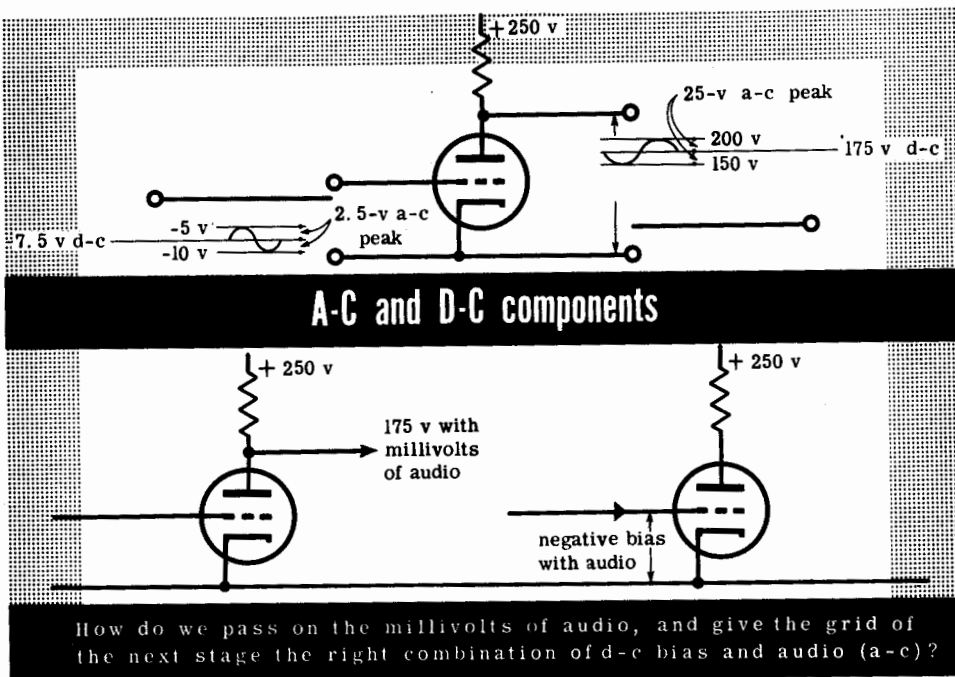 + 250 v
25-v a-c peak
200 v
175 v d-c
150 v
-5 v
2.5-v a-c
peak
-7.5 v d-c
-10 v
A-C and D-C components
+ 250 v
+ 250 v
175 v with
millivolts
of audio
negative bias
with audio
How do we pass on the millivolts of audio, and give the grid of
the next stage the right combination of d-c bias and audio (a-c)?